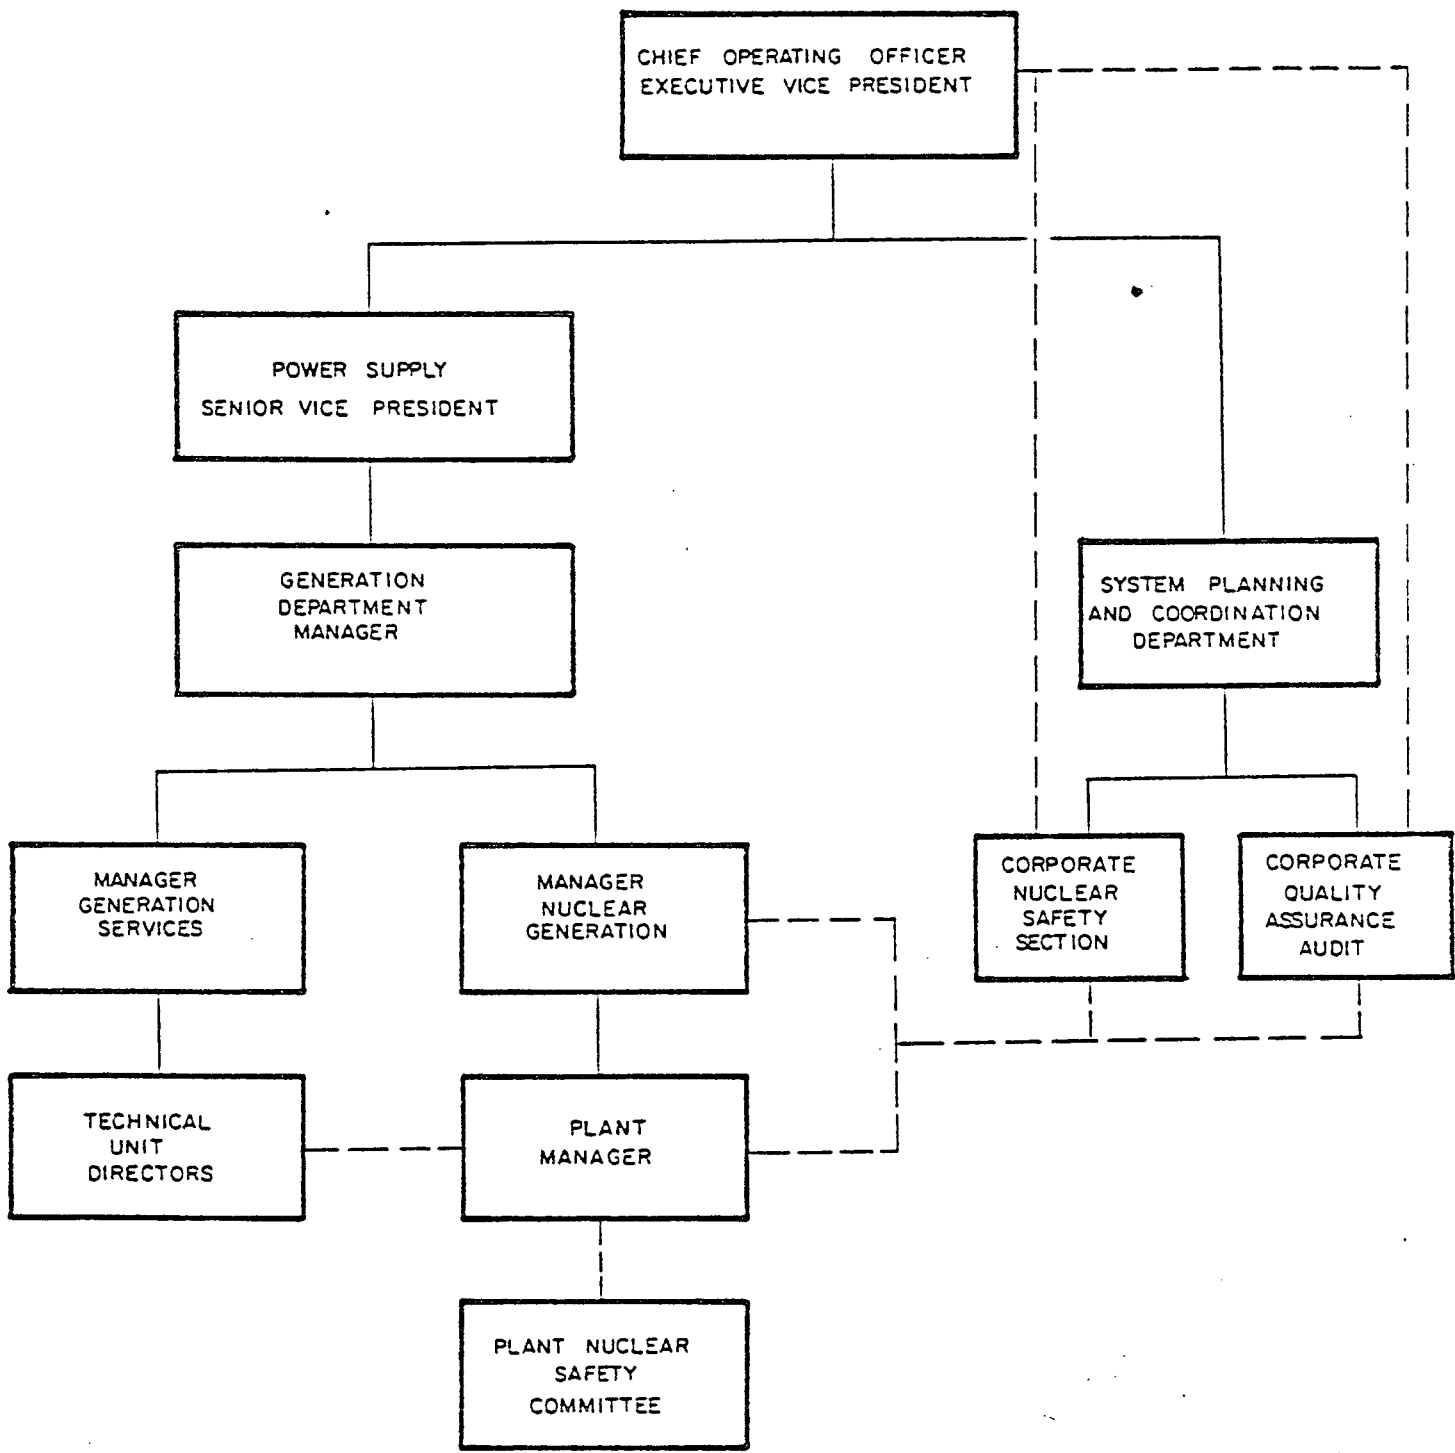 CHIEF OPERATING OFFICER
EXECUTIVE VICE PRESIDENT
POWER SUPPLY
SENIOR VICE PRESIDENT
GENERATION
DEPARTMENT
MANAGER
SYSTEM PLANNING
AND COORDINATION
DEPARTMENT
MANAGER
GENERATION
SERVICES
MANAGER
NUCLEAR
GENERATION
CORPORATE
NUCLEAR
SAFETY
SECTION
CORPORATE
QUALITY
ASSURANCE
AUDIT
TECHNICAL
UNIT
DIRECTORS
PLANT
MANAGER
PLANT NUCLEAR
SAFETY
COMMITTEE